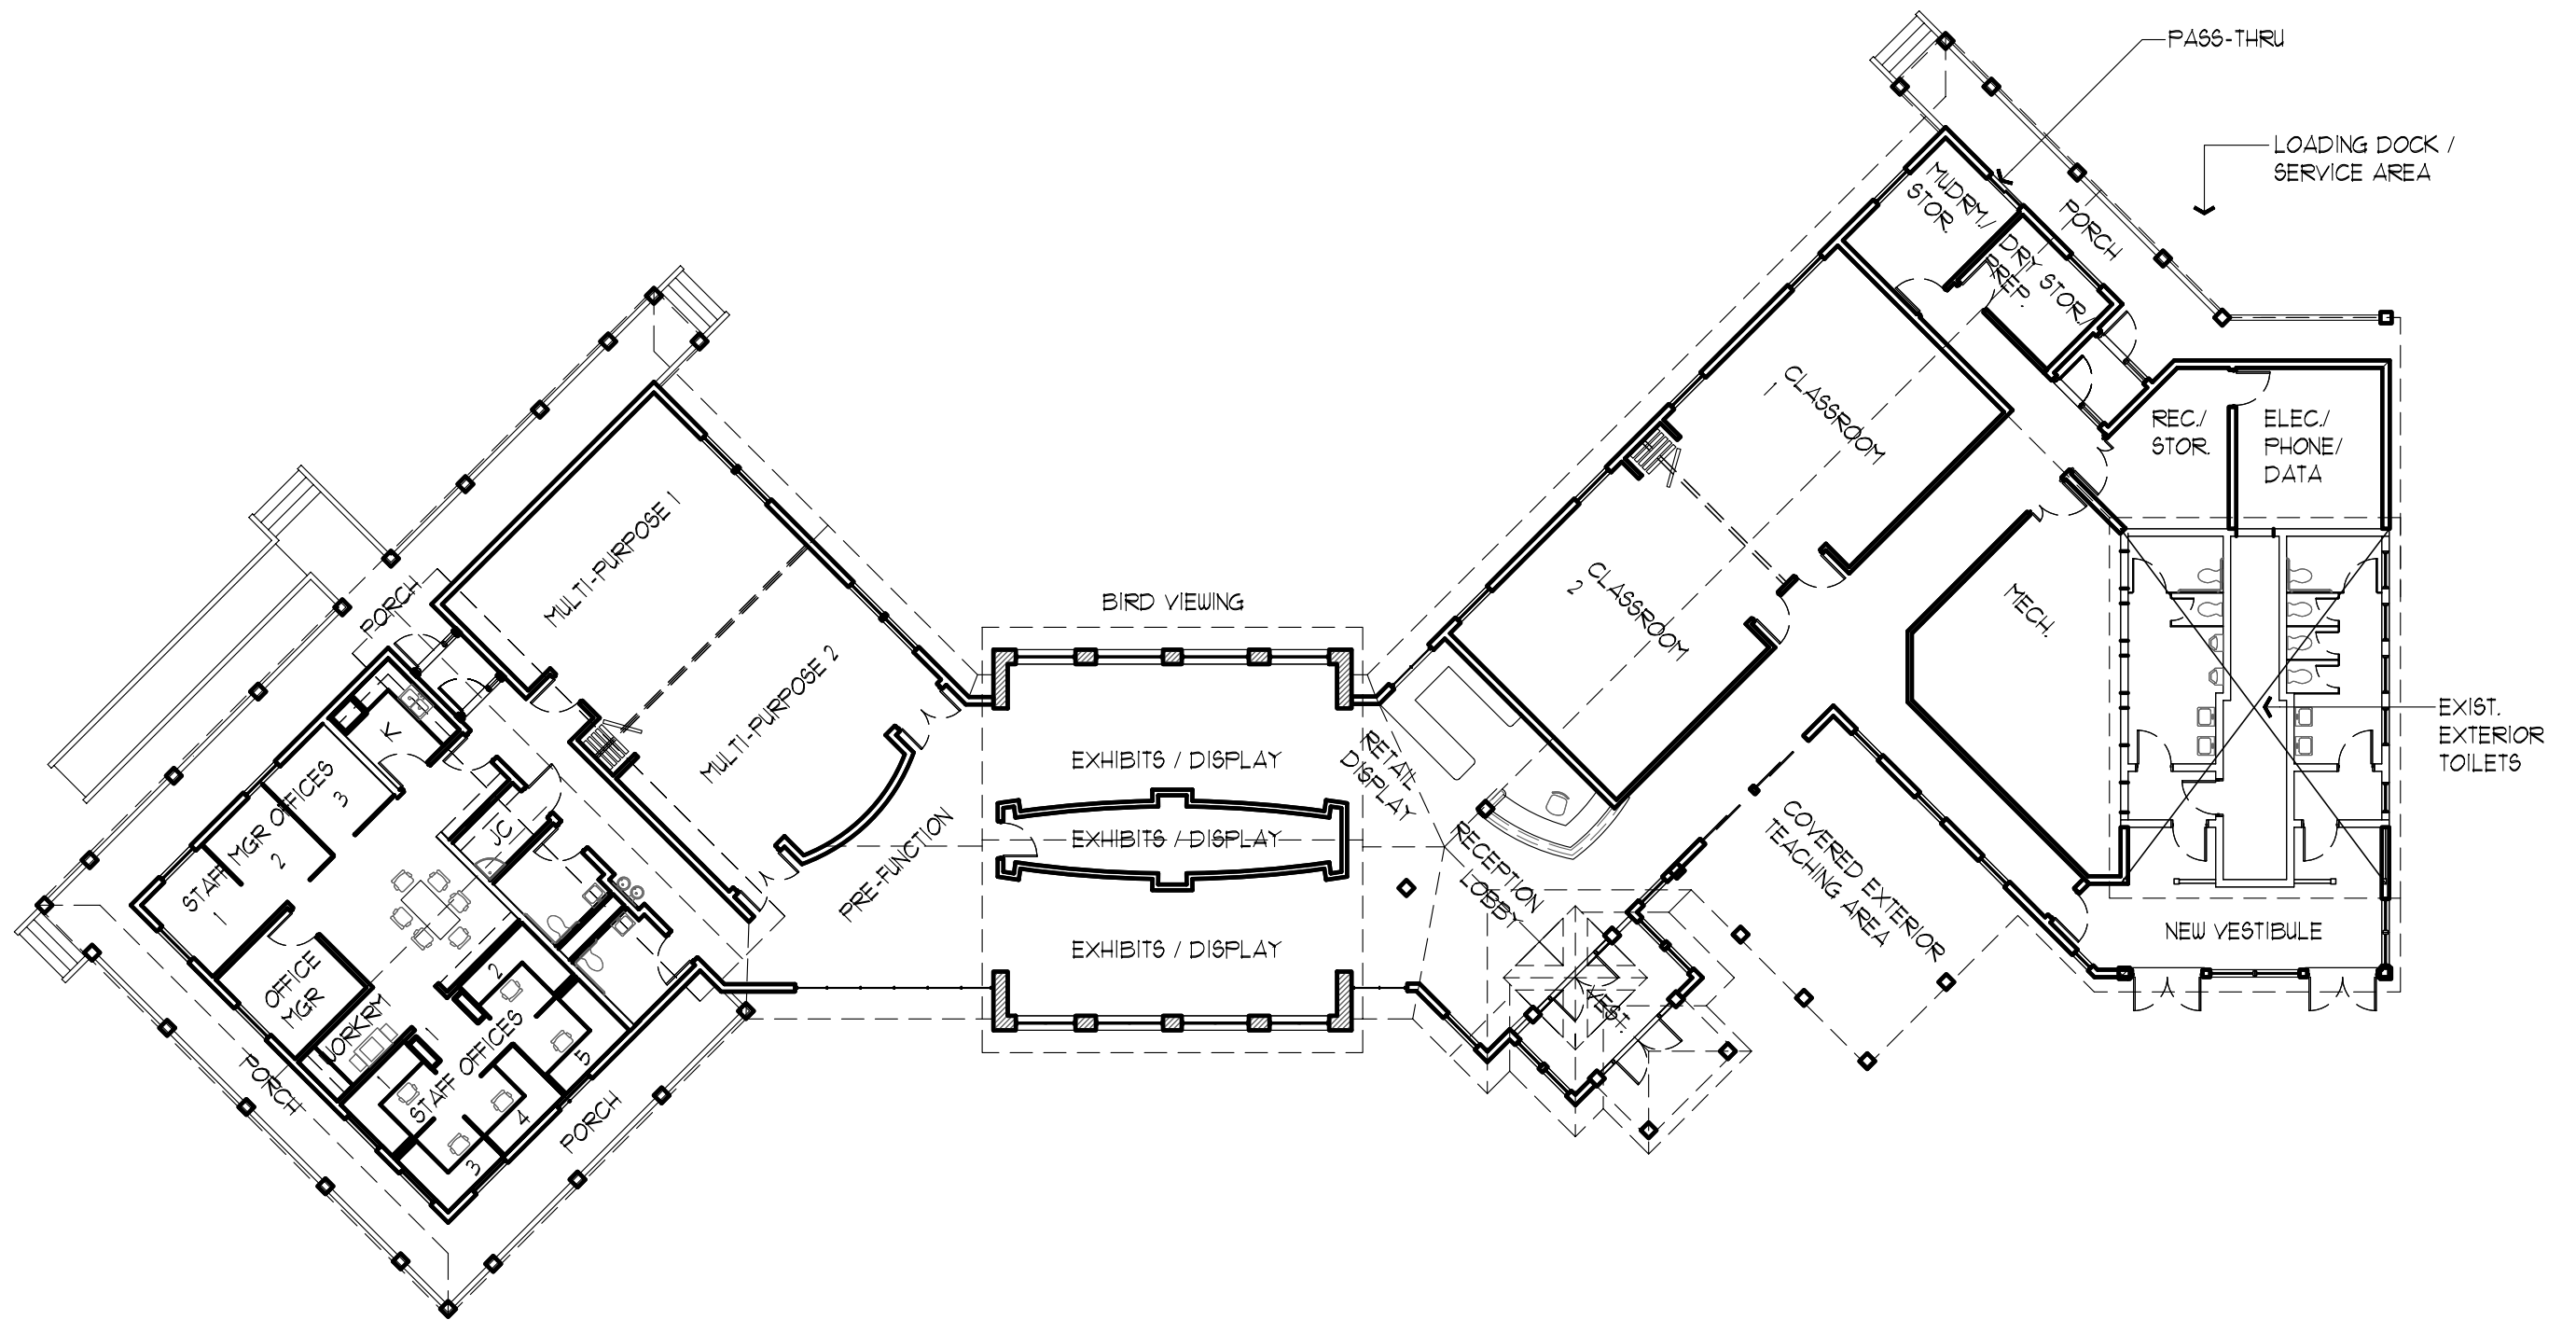 PASS-THRU
LOADING DOCK /
SERVICE AREA
MUDRM./
STOR.
PORCH
DRY STOR./
PREP.
CLASSROOM
1
REC./
STOR.
ELEC./
PHONE/
DATA
MULTI-PURPOSE 1
CLASSROOM
2
MECH.
PORCH
BIRD VIEWING
MULTI-PURPOSE 2
EXIST.
EXTERIOR
TOILETS
K
EXHIBITS / DISPLAY
RETAIL
DISPLAY
STAFF MGR OFFICES
1
2
3
JC
PRE-FUNCTION
EXHIBITS / DISPLAY
RECEPTION
LOBBY
COVERED EXTERIOR
TEACHING AREA
NEW VESTIBULE
EXHIBITS / DISPLAY
OFFICE
MGR
WORKRM
VEST.
STAFF OFFICES
2
5
4
3
PORCH
PORCH